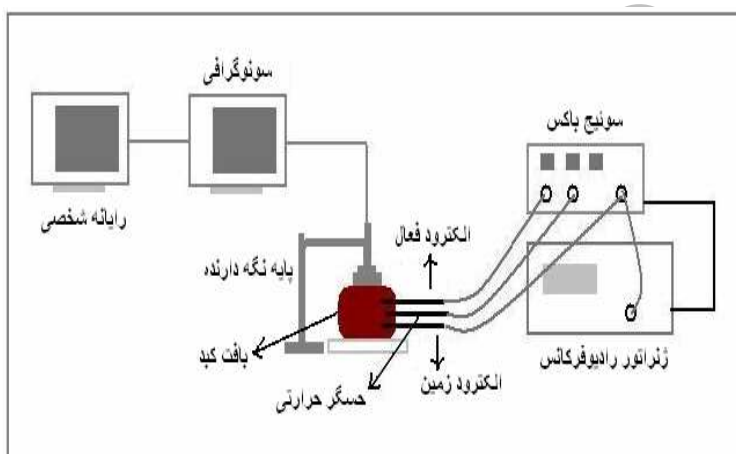 سونوگرافی
رایانه شخصی
پایه نگه دارنده
الکترود فعال
سوئیچ باکس
بافت کبد
حسگر حرارتی
الکترود زمین
ژنراتور رادیوفرکانس